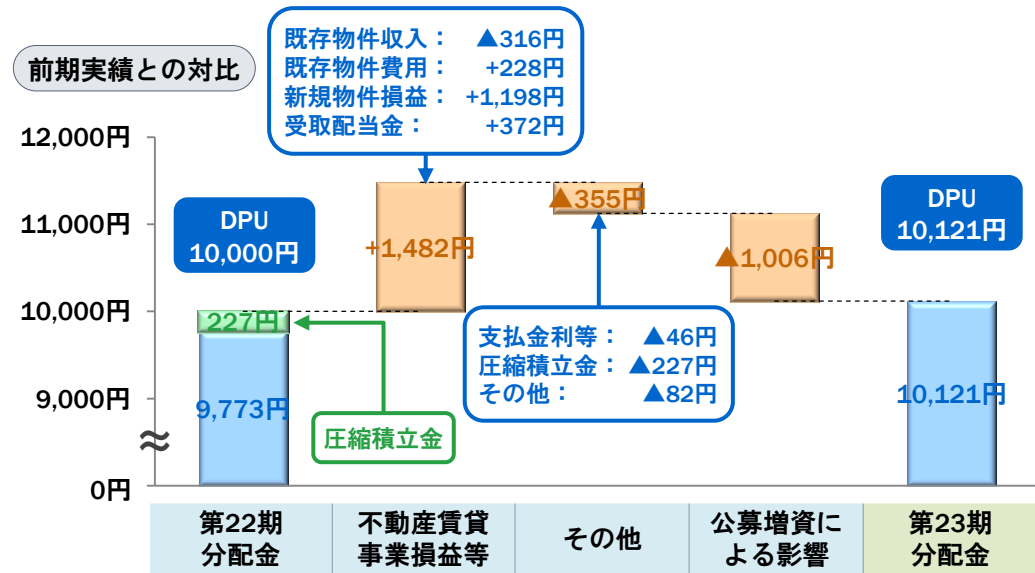 前期実績との対比
既存物件収入： ▲316円
既存物件費用： +228円
新規物件損益： +1,198円
受取配当金： +372円
12,000円
11,000円
10,000円
9,000円
0円
DPU
10,000円
227円
9,773円
圧縮積立金
+1,482円
▲355円
支払金利等： ▲46円
圧縮積立金： ▲227円
その他： ▲82円
▲1,006円
DPU
10,121円
10,121円
第22期
分配金
不動産賃貸
事業損益等
その他
公募増資に
よる影響
第23期
分配金